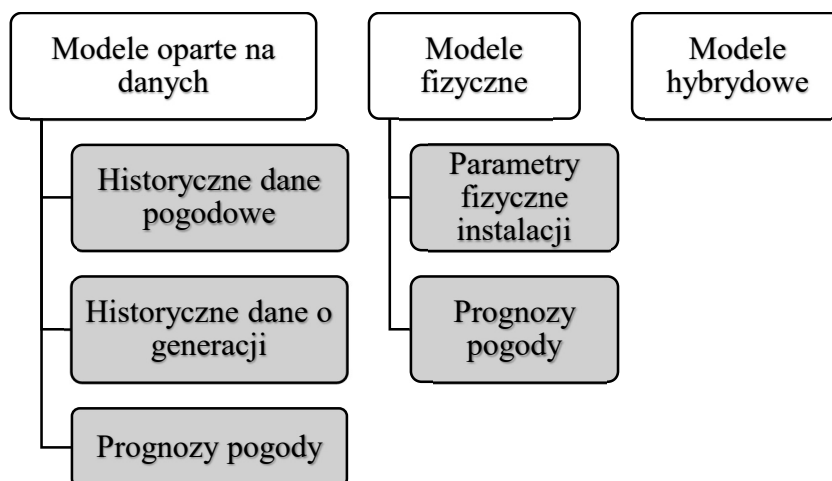 Modele oparte na
danych
Historyczne dane
pogodowe
Historyczne dane o
generacji
Prognozy pogody
Modele
fizyczne
Parametry
fizyczne
instalacji
Prognozy
pogody
Modele
hybrydowe